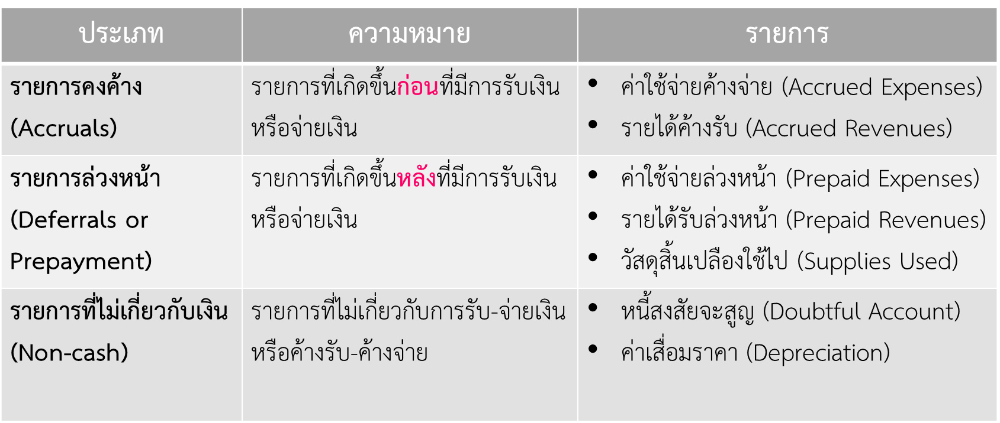 ประเภท
ความหมาย
รายการ
รายการคงค้าง
(Accruals)
รายการที่เกิดขึ้นก่อนที่มีการรับเงิน
หรือจ่ายเงิน
• ค่าใช้จ่ายค้างจ่าย (Accrued Expenses)
• รายได้ค้างรับ (Accrued Revenues)
รายการล่วงหน้า
(Deferrals or
Prepayment)
รายการที่เกิดขึ้นหลังที่มีการรับเงิน
หรือจ่ายเงิน
• ค่าใช้จ่ายล่วงหน้า (Prepaid Expenses)
• รายได้รับล่วงหน้า (Prepaid Revenues)
• วัสดุสิ้นเปลืองใช้ไป (Supplies Used)
รายการที่ไม่เกี่ยวกับเงิน
(Non-cash)
รายการที่ไม่เกี่ยวกับการรับ-จ่ายเงิน
หรือค้างรับ-ค้างจ่าย
• หนี้สงสัยจะสูญ (Doubtful Account)
• ค่าเสื่อมราคา (Depreciation)